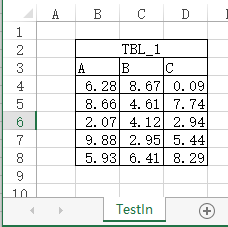 A B C D
1
2 TBL_1
3 A B C
4 6.28 8.67 0.09
5 8.66 4.61 7.74
6 2.07 4.12 2.94
7 9.88 2.95 5.44
8 5.93 6.41 8.29
9
10
TestIn